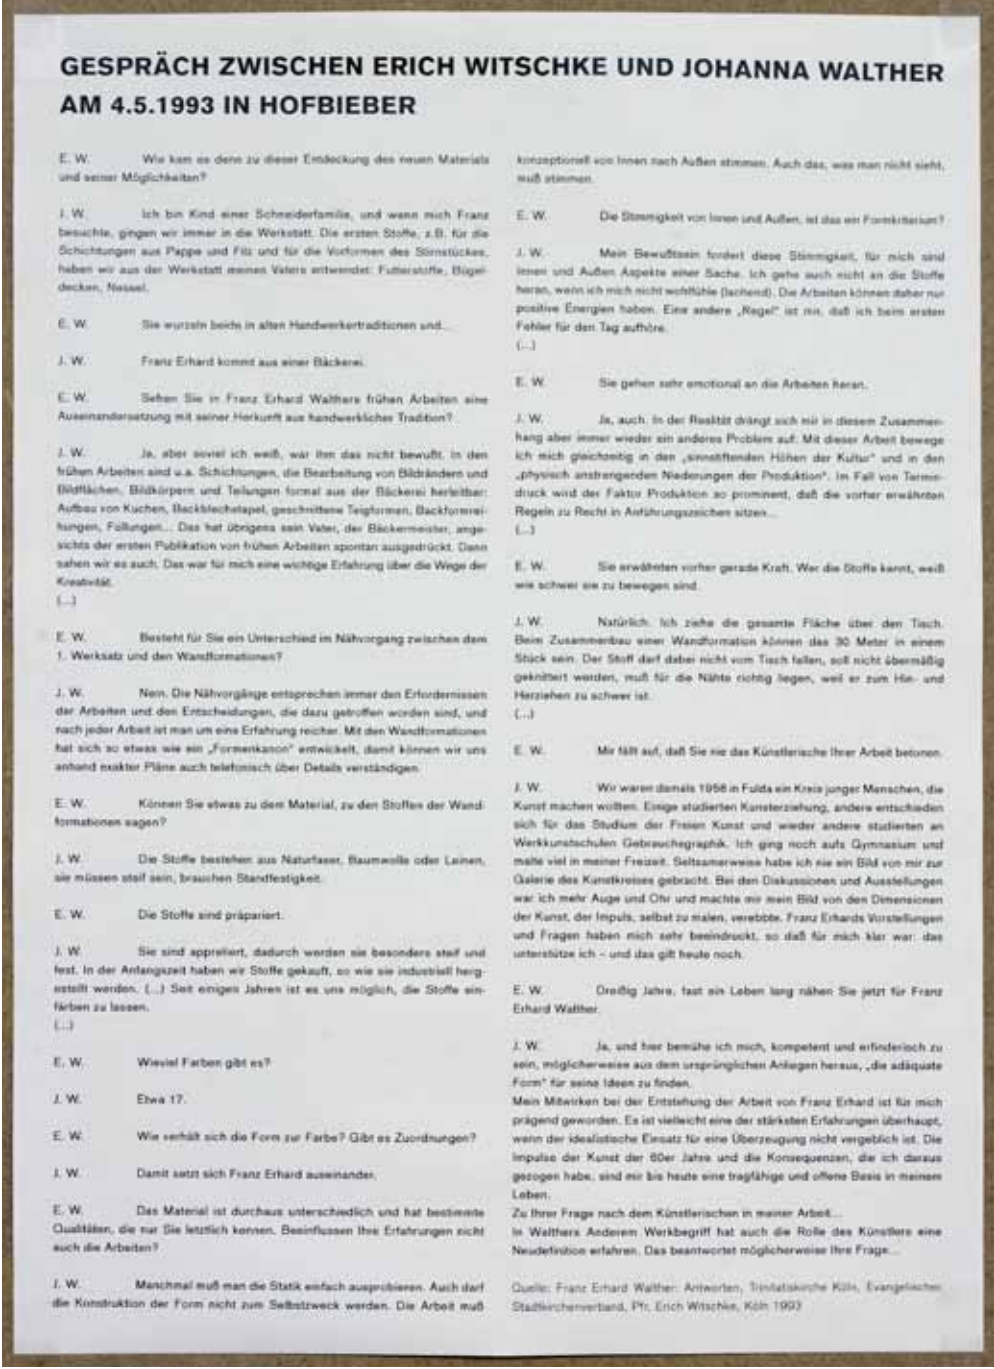 GESPRÄCH ZWISCHEN ERICH WITSCHKE UND JOHANNA WALTHER
AM 4.5.1993 IN HOFBIEBER
E. W. Wie kam es denn zu dieser Entdeckung des neuen Materials
und seiner Möglichkeiten?
J. W. Ich bin Kind einer Schneiderfamilie, und wenn mich Franz
besuchte, gingen wir immer in die Werkstatt. Die ersten Stoffe, z.B. für die
Schichtungen aus Pappe und Filz und für die Vorformen des Stirnstückes,
haben wir aus der Werkstatt meines Vaters entwendet: Futterstoffe, Bügel-
decken, Nessel.
E. W. Sie wurzeln beide in alten Handwerkertraditionen und...
J. W. Franz Erhard kommt aus einer Bäckerei.
E. W. Sehen Sie in Franz Erhard Walthers frühen Arbeiten eine
Auseinandersetzung mit seiner Herkunft aus handwerklicher Tradition?
J. W. Ja, aber soviel ich weiß, war ihm das nicht bewußt. In den
frühen Arbeiten sind u.a. Schichtungen, die Bearbeitung von Bildrändern und
Bildflächen, Bildkörpern und Teilungen formal aus der Bäckerei herleitbar:
Aufbau von Kuchen, Backblechstapel, geschnittene Teigformen, Backformrei-
hungen, Füllungen... Das hat übrigens sein Vater, der Bäckermeister, ange-
sichts der ersten Publikation von frühen Arbeiten spontan ausgedrückt. Dann
sahen wir es auch. Das war für mich eine wichtige Erfahrung über die Wege der
Kreativität.
(...)
E. W. Besteht für Sie ein Unterschied im Nähvorgang zwischen dem
1. Werksatz und den Wandformationen?
J. W. Nein. Die Nähvorgänge entsprechen immer den Erfordernissen
der Arbeiten und den Entscheidungen, die dazu getroffen worden sind, und
nach jeder Arbeit ist man um eine Erfahrung reicher. Mit den Wandformationen
hat sich so etwas wie ein „Formenkanon" entwickelt, damit können wir uns
anhand exakter Pläne auch telefonisch über Details verständigen.
E. W. Können Sie etwas zu dem Material, zu den Stoffen der Wand-
formationen sagen?
J. W. Die Stoffe bestehen aus Naturfaser, Baumwolle oder Leinen,
sie müssen steif sein, brauchen Standfestigkeit.
E. W. Die Stoffe sind präpariert.
J. W. Sie sind appretiert, dadurch werden sie besonders steif und
fest. In der Anfangszeit haben wir Stoffe gekauft, so wie sie industriell herg-
estellt werden. (...) Seit einigen Jahren ist es uns möglich, die Stoffe ein-
färben zu lassen.
(...)
E. W. Wieviel Farben gibt es?
J. W. Etwa 17.
E. W. Wie verhält sich die Form zur Farbe? Gibt es Zuordnungen?
J. W. Damit setzt sich Franz Erhard auseinander.
E. W. Das Material ist durchaus unterschiedlich und hat bestimmte
Qualitäten, die nur Sie letztlich kennen. Beeinflussen Ihre Erfahrungen nicht
auch die Arbeiten?
J. W. Manchmal muß man die Statik einfach ausprobieren. Auch darf
die Konstruktion der Form nicht zum Selbstzweck werden. Die Arbeit muß
konzeptionell von Innen nach Außen stimmen. Auch das, was man nicht sieht,
muß stimmen.
E. W. Die Stimmigkeit von Innen und Außen, ist das ein Formkriterium?
J. W. Mein Bewußtsein fordert diese Stimmigkeit, für mich sind
Innen und Außen Aspekte einer Sache. Ich gehe auch nicht an die Stoffe
heran, wenn ich mich nicht wohlfühle (lachend). Die Arbeiten können daher nur
positive Energien haben. Eine andere „Regel" ist mir, daß ich beim ersten
Fehler für den Tag aufhöre.
(...)
E. W. Sie gehen sehr emotional an die Arbeiten heran.
J. W. Ja, auch. In der Realität drängt sich mir in diesem Zusammen-
hang aber immer wieder ein anderes Problem auf. Mit dieser Arbeit bewege
ich mich gleichzeitig in den „sinnstiftenden Höhen der Kultur" und in den
„physisch anstrengenden Niederungen der Produktion". Im Fall von Termin-
druck wird der Faktor Produktion so prominent, daß die vorher erwähnten
Regeln zu Recht in Anführungszeichen sitzen...
(...)
E. W. Sie erwähnten vorher gerade Kraft. Wer die Stoffe kennt, weiß
wie schwer sie zu bewegen sind.
J. W. Natürlich. Ich ziehe die gesamte Fläche über den Tisch.
Beim Zusammenbau einer Wandformation können das 30 Meter in einem
Stück sein. Der Stoff darf dabei nicht vom Tisch fallen, soll nicht übermäßig
geknittert werden, muß für die Nähte richtig liegen, weil er zum Hin- und
Herziehen zu schwer ist.
(...)
E. W. Mir fällt auf, daß Sie nie das Künstlerische Ihrer Arbeit betonen.
J. W. Wir waren damals 1958 in Fulda ein Kreis junger Menschen, die
Kunst machen wollten. Einige studierten Kunsterziehung, andere entschieden
sich für das Studium der Freien Kunst und wieder andere studierten an
Werkkunstschulen Gebrauchsgraphik. Ich ging noch aufs Gymnasium und
malte viel in meiner Freizeit. Seltsamerweise habe ich nie ein Bild von mir zur
Galerie des Kunstkreises gebracht. Bei den Diskussionen und Ausstellungen
war ich mehr Auge und Ohr und machte mir mein Bild von den Dimensionen
der Kunst, der Impuls, selbst zu malen, verebbte. Franz Erhards Vorstellungen
und Fragen haben mich sehr beeindruckt, so daß für mich klar war: das
unterstütze ich – und das gilt heute noch.
E. W. Dreißig Jahre, fast ein Leben lang nähen Sie jetzt für Franz
Erhard Walther.
J. W. Ja, und hier bemühe ich mich, kompetent und erfinderisch zu
sein, möglicherweise aus dem ursprünglichen Anliegen heraus, „die adäquate
Form" für seine Ideen zu finden.
Mein Mitwirken bei der Entstehung der Arbeit von Franz Erhard ist für mich
prägend geworden. Es ist vielleicht eine der stärksten Erfahrungen überhaupt,
wenn der idealistische Einsatz für eine Überzeugung nicht vergeblich ist. Die
Impulse der Kunst der 60er Jahre und die Konsequenzen, die ich daraus
gezogen habe, sind mir bis heute eine tragfähige und offene Basis in meinem
Leben.
Zu Ihrer Frage nach dem Künstlerischen in meiner Arbeit...
In Walthers Anderem Werkbegriff hat auch die Rolle des Künstlers eine
Neudefinition erfahren. Das beantwortet möglicherweise Ihre Frage...
Quelle: Franz Erhard Walther: Antworten, Trinitatiskirche Köln, Evangelischer
Stadtkirchenverband, Pfr. Erich Witschke, Köln 1993